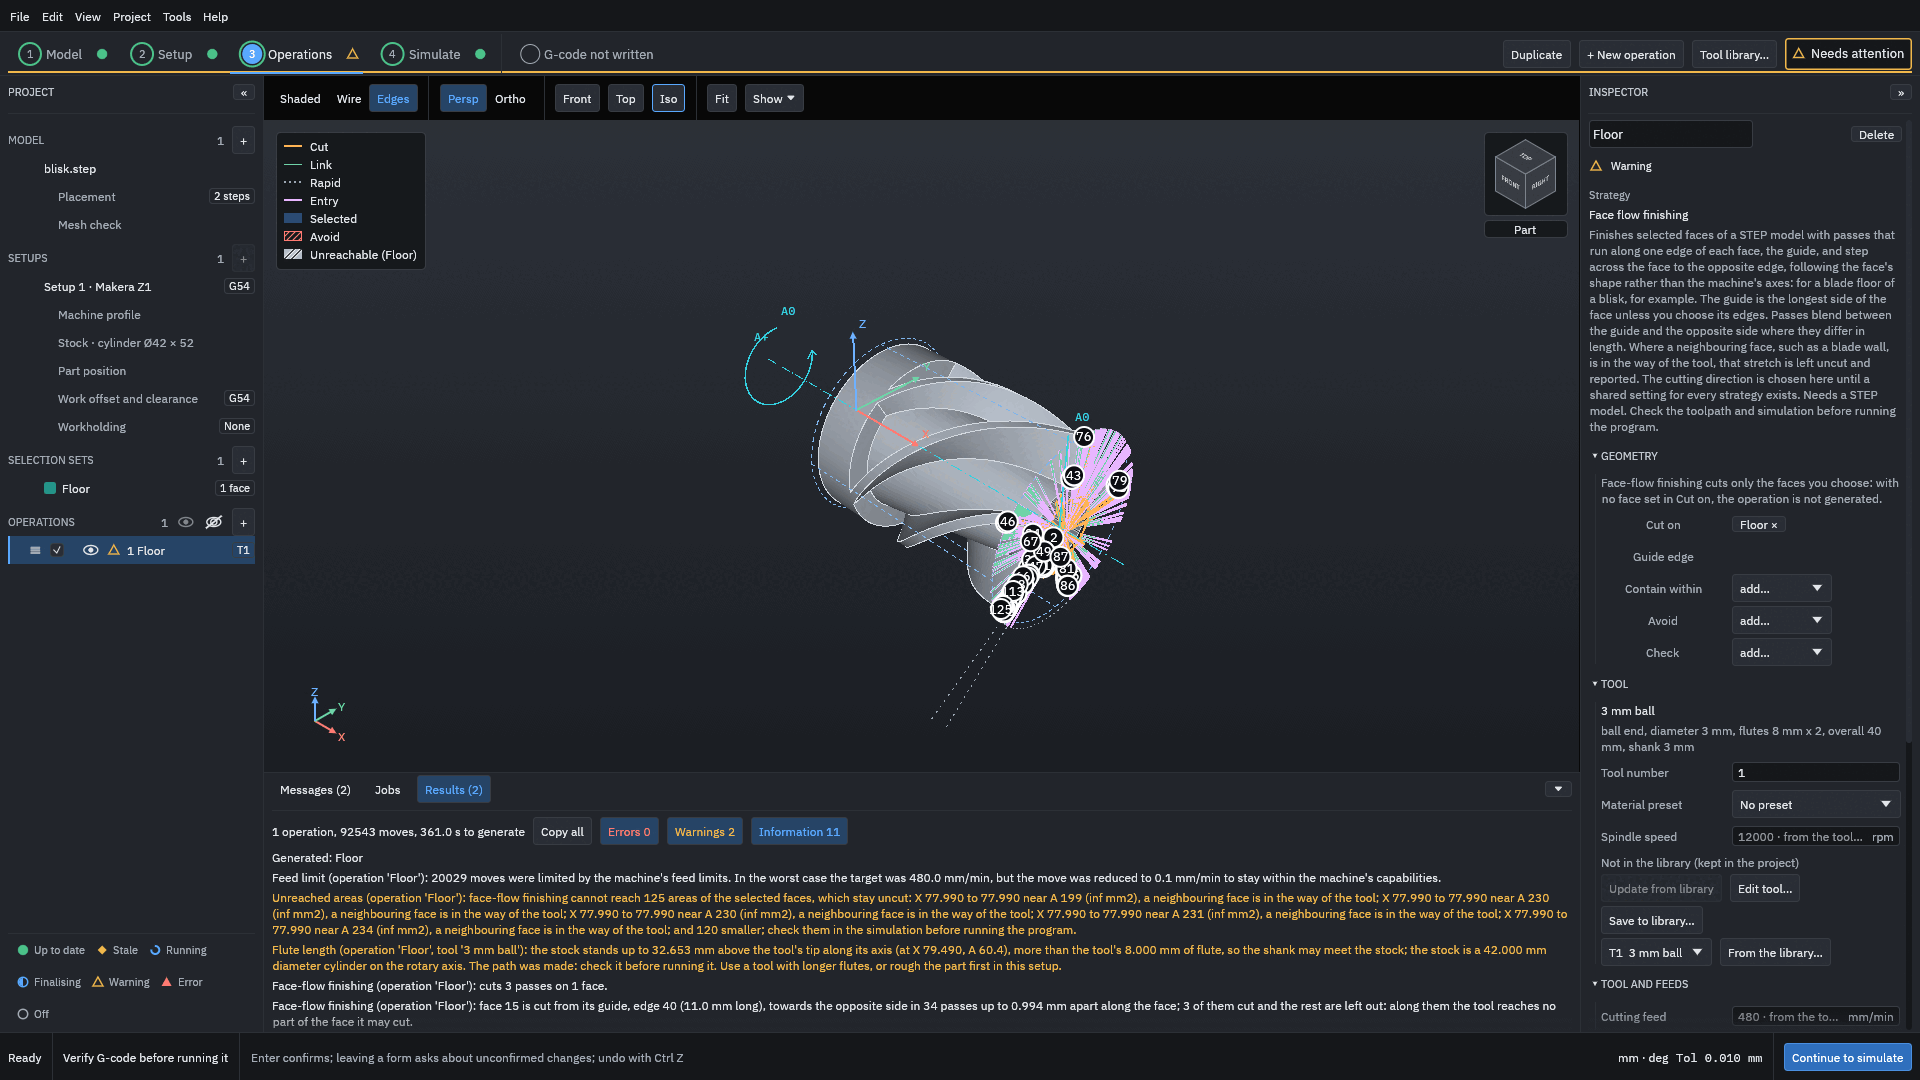 File Edit View Project Tools Help
1 Model 2 Setup 3 Operations 4 Simulate G-code not written Duplicate + New operation Tool library... Needs attention
PROJECT «
Shaded Wire Edges Persp Ortho Front Top Iso Fit Show
INSPECTOR »
MODEL 1 +
blisk.step
Placement 2 steps
Mesh check
SETUPS 1 +
Setup 1 · Makera Z1 G54
Machine profile
Stock · cylinder Ø42 × 52
Part position
Work offset and clearance G54
Workholding None
SELECTION SETS 1 +
Floor 1 face
OPERATIONS 1 +
1 Floor T1
Up to date Stale Running
Finalising Warning Error
Off
Cut
Link
Rapid
Entry
Selected
Avoid
Unreachable (Floor)
TOP
FRONT RIGHT
Part
A0
Z
A+
Y
X
A0
76
43
79
46
2
67
49
87
81
86
113
125
Z
Y
X
Messages (2) Jobs Results (2)
1 operation, 92543 moves, 361.0 s to generate Copy all Errors 0 Warnings 2 Information 11
Generated: Floor
Feed limit (operation 'Floor'): 20029 moves were limited by the machine's feed limits. In the worst case the target was 480.0 mm/min, but the move was reduced to 0.1 mm/min to stay within the machine's capabilities.
Unreached areas (operation 'Floor'): face-flow finishing cannot reach 125 areas of the selected faces, which stay uncut: X 77.990 to 77.990 near A 199 (inf mm2), a neighbouring face is in the way of the tool; X 77.990 to 77.990 near A 230
(inf mm2), a neighbouring face is in the way of the tool; X 77.990 to 77.990 near A 230 (inf mm2), a neighbouring face is in the way of the tool; X 77.990 to 77.990 near A 231 (inf mm2), a neighbouring face is in the way of the tool; X 77.990 to
77.990 near A 234 (inf mm2), a neighbouring face is in the way of the tool; and 120 smaller; check them in the simulation before running the program.
Flute length (operation 'Floor', tool '3 mm ball'): the stock stands up to 32.653 mm above the tool's tip along its axis (at X 79.490, A 60.4), more than the tool's 8.000 mm of flute, so the shank may meet the stock; the stock is a 42.000 mm
diameter cylinder on the rotary axis. The path was made: check it before running it. Use a tool with longer flutes, or rough the part first in this setup.
Face-flow finishing (operation 'Floor'): cuts 3 passes on 1 face.
Face-flow finishing (operation 'Floor'): face 15 is cut from its guide, edge 40 (11.0 mm long), towards the opposite side in 34 passes up to 0.994 mm apart along the face; 3 of them cut and the rest are left out: along them the tool reaches no
part of the face it may cut.
Floor Delete
Warning
Strategy
Face flow finishing
Finishes selected faces of a STEP model with passes that
run along one edge of each face, the guide, and step
across the face to the opposite edge, following the face's
shape rather than the machine's axes: for a blade floor of
a blisk, for example. The guide is the longest side of the
face unless you choose its edges. Passes blend between
the guide and the opposite side where they differ in
length. Where a neighbouring face, such as a blade wall,
is in the way of the tool, that stretch is left uncut and
reported. The cutting direction is chosen here until a
shared setting for every strategy exists. Needs a STEP
model. Check the toolpath and simulation before running
the program.
GEOMETRY
Face-flow finishing cuts only the faces you choose: with
no face set in Cut on, the operation is not generated.
Cut on Floor ×
Guide edge
Contain within add...
Avoid add...
Check add...
TOOL
3 mm ball
ball end, diameter 3 mm, flutes 8 mm x 2, overall 40
mm, shank 3 mm
Tool number 1
Material preset No preset
Spindle speed 12000 · from the tool... rpm
Not in the library (kept in the project)
Update from library Edit tool...
Save to library...
T1 3 mm ball From the library...
TOOL AND FEEDS
Cutting feed 480 · from the to... mm/min
Ready Verify G-code before running it Enter confirms; leaving a form asks about unconfirmed changes; undo with Ctrl Z mm · deg Tol 0.010 mm Continue to simulate